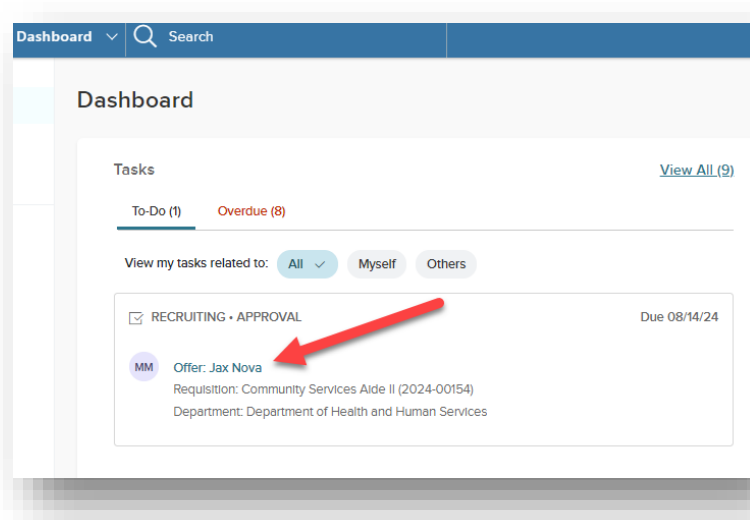 Dashboard Search
Dashboard
Tasks View All (9)
To-Do (1) Overdue (8)
View my tasks related to: All Myself Others
RECRUITING • APPROVAL Due 08/14/24
MM Offer: Jax Nova
Requisition: Community Services Aide II (2024-00154)
Department: Department of Health and Human Services